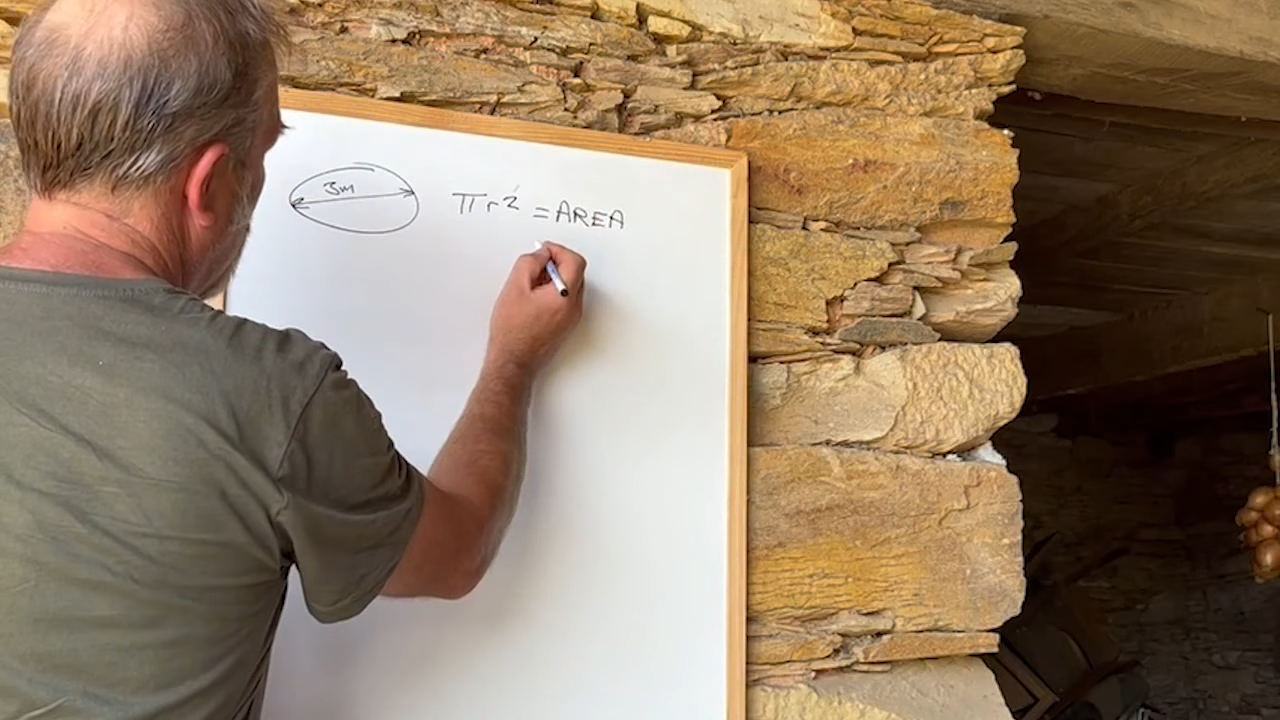 3m
πr² = AREA